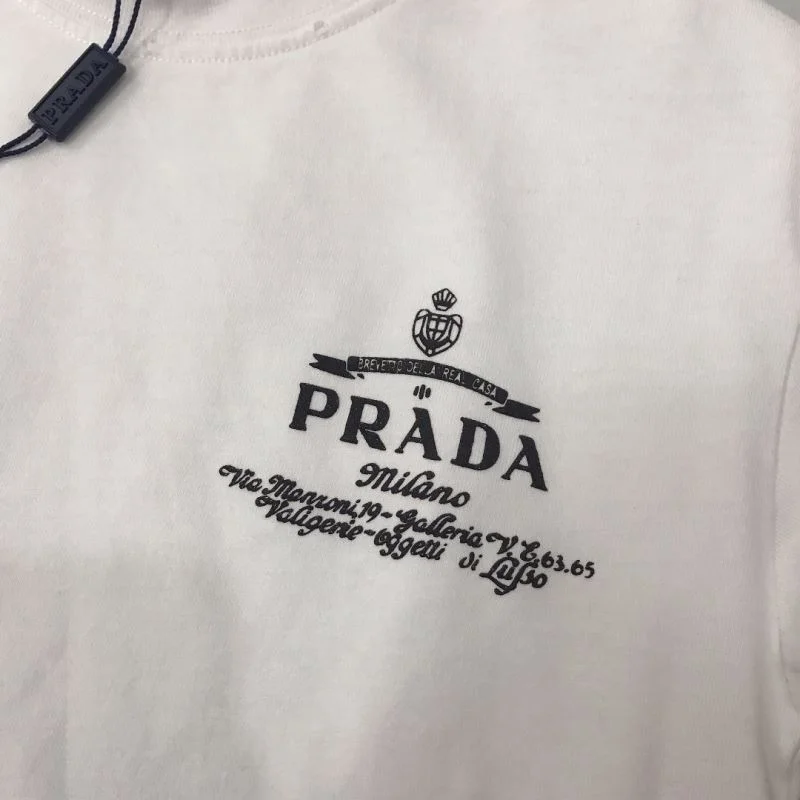 PRADA
BREVETTO DELLA REAL CASA
PRADA
Milano
Via Manzoni,19-Galleria V.E.63.65
Valigerie-Oggetti di Lusso